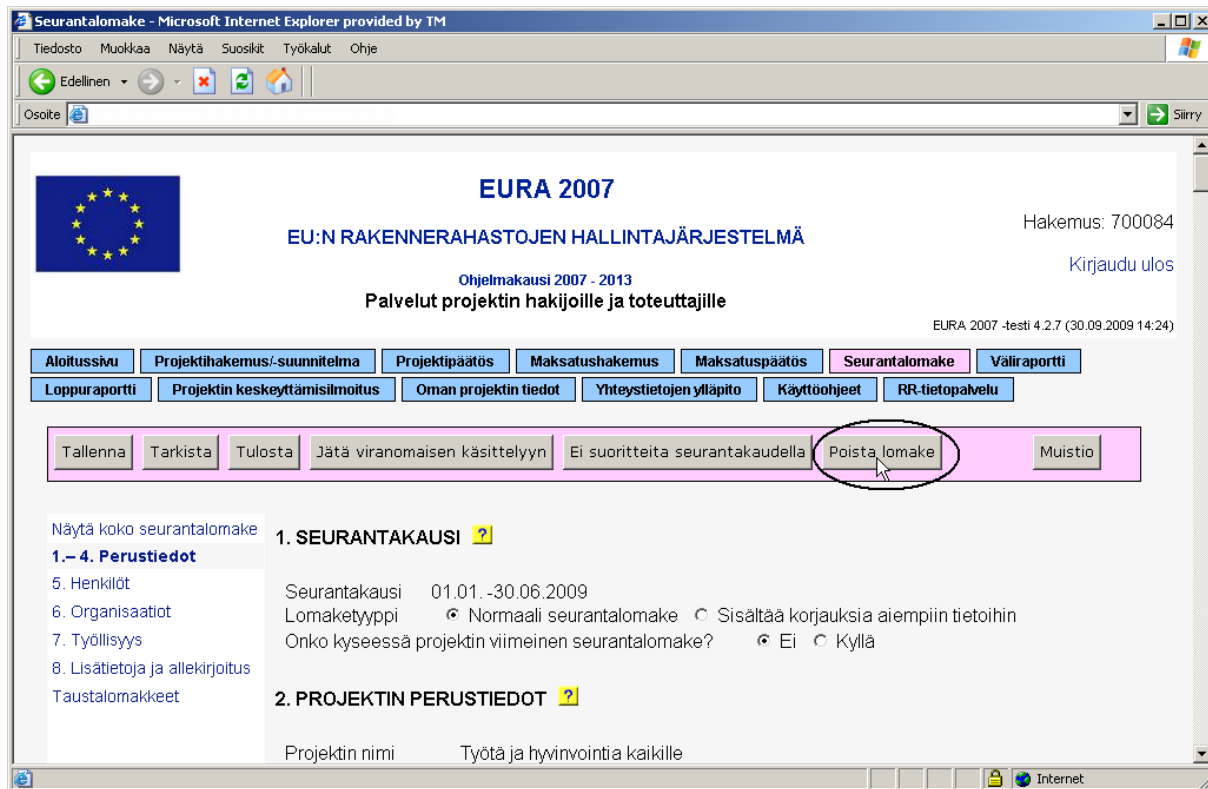 Seurantalomake - Microsoft Internet Explorer provided by TM
Tiedosto Muokkaa Näytä Suosikit Työkalut Ohje
Edellinen
Osoite Siirry
EURA 2007
EU:N RAKENNERAHASTOJEN HALLINTAJÄRJESTELMÄ
Ohjelmakausi 2007 - 2013
Palvelut projektin hakijoille ja toteuttajille
Hakemus: 700084
Kirjaudu ulos
EURA 2007 -testi 4.2.7 (30.09.2009 14:24)
Aloitussivu Projektihakemus/-suunnitelma Projektipäätös Maksatushakemus Maksatuspäätös Seurantalomake Väliraportti
Loppuraportti Projektin keskeyttämisilmoitus Oman projektin tiedot Yhteystietojen ylläpito Käyttöohjeet RR-tietopalvelu
Tallenna Tarkista Tulosta Jätä viranomaisen käsittelyyn Ei suoritteita seurantakaudella Poista lomake Muistio
Näytä koko seurantalomake
1.– 4. Perustiedot
5. Henkilöt
6. Organisaatiot
7. Työllisyys
8. Lisätietoja ja allekirjoitus
Taustalomakkeet
1. SEURANTAKAUSI ?
Seurantakausi 01.01. -30.06.2009
Lomaketyyppi Normaali seurantalomake Sisältää korjauksia aiempiin tietoihin
Onko kyseessä projektin viimeinen seurantalomake? Ei Kyllä
2. PROJEKTIN PERUSTIEDOT ?
Projektin nimi Työtä ja hyvinvointia kaikille
Internet